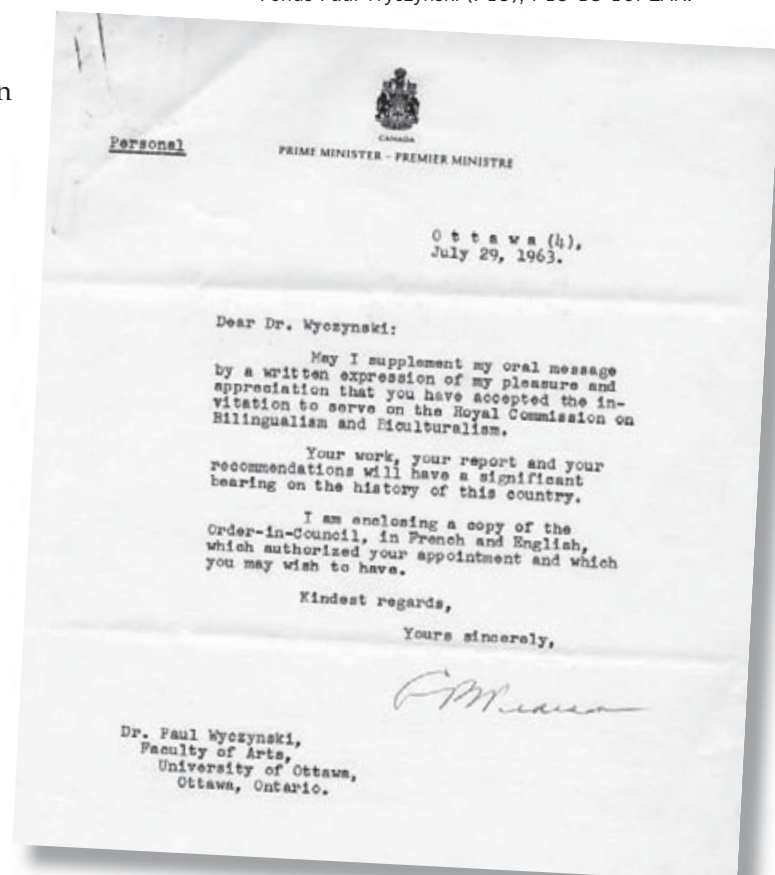 n
Personal
CANADA
PRIME MINISTER - PREMIER MINISTRE
O t t a w a (4),
July 29, 1963.
Dear Dr. Wyczynski:
May I supplement my oral message
by a written expression of my pleasure and
appreciation that you have accepted the in-
vitation to serve on the Royal Commission on
Bilingualism and Biculturalism.
Your work, your report and your
recommendations will have a significant
bearing on the history of this country.
I am enclosing a copy of the
Order-in-Council, in French and English,
which authorized your appointment and which
you may wish to have.
Kindest regards,
Yours sincerely,
Dr. Paul Wyczynski,
Faculty of Arts,
University of Ottawa,
Ottawa, Ontario.